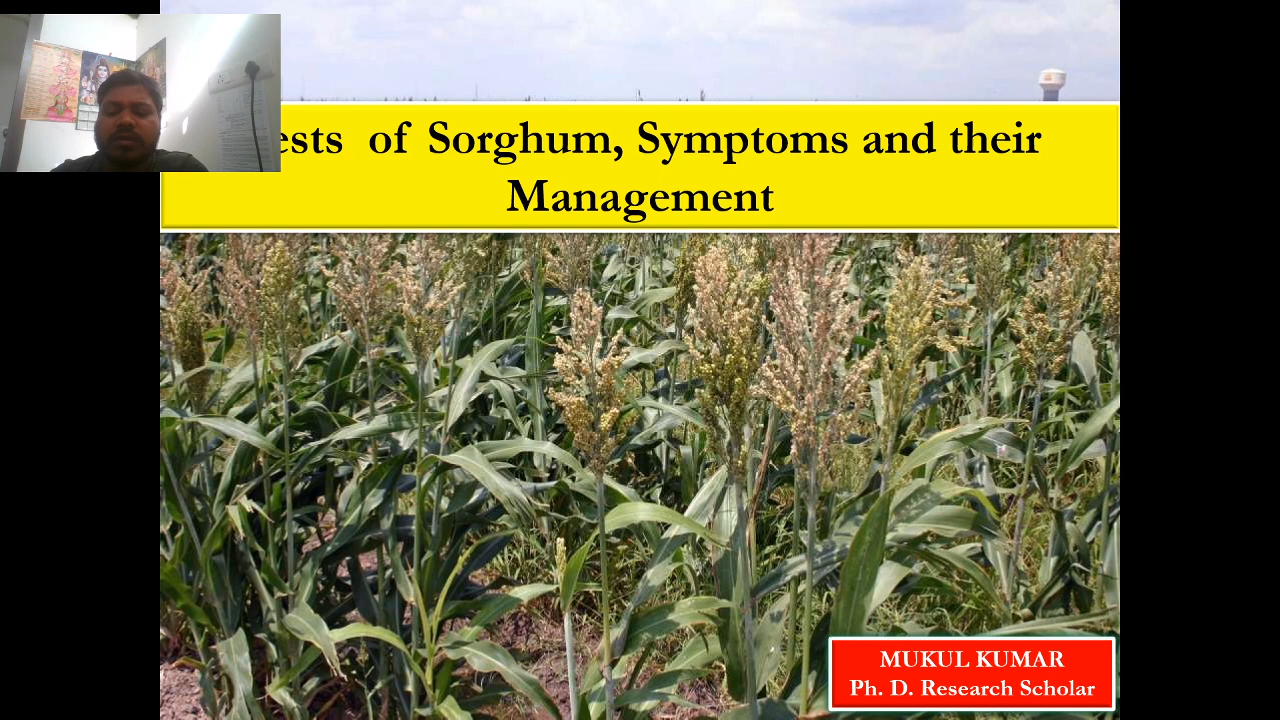 ests of Sorghum, Symptoms and their
Management
MUKUL KUMAR
Ph. D. Research Scholar